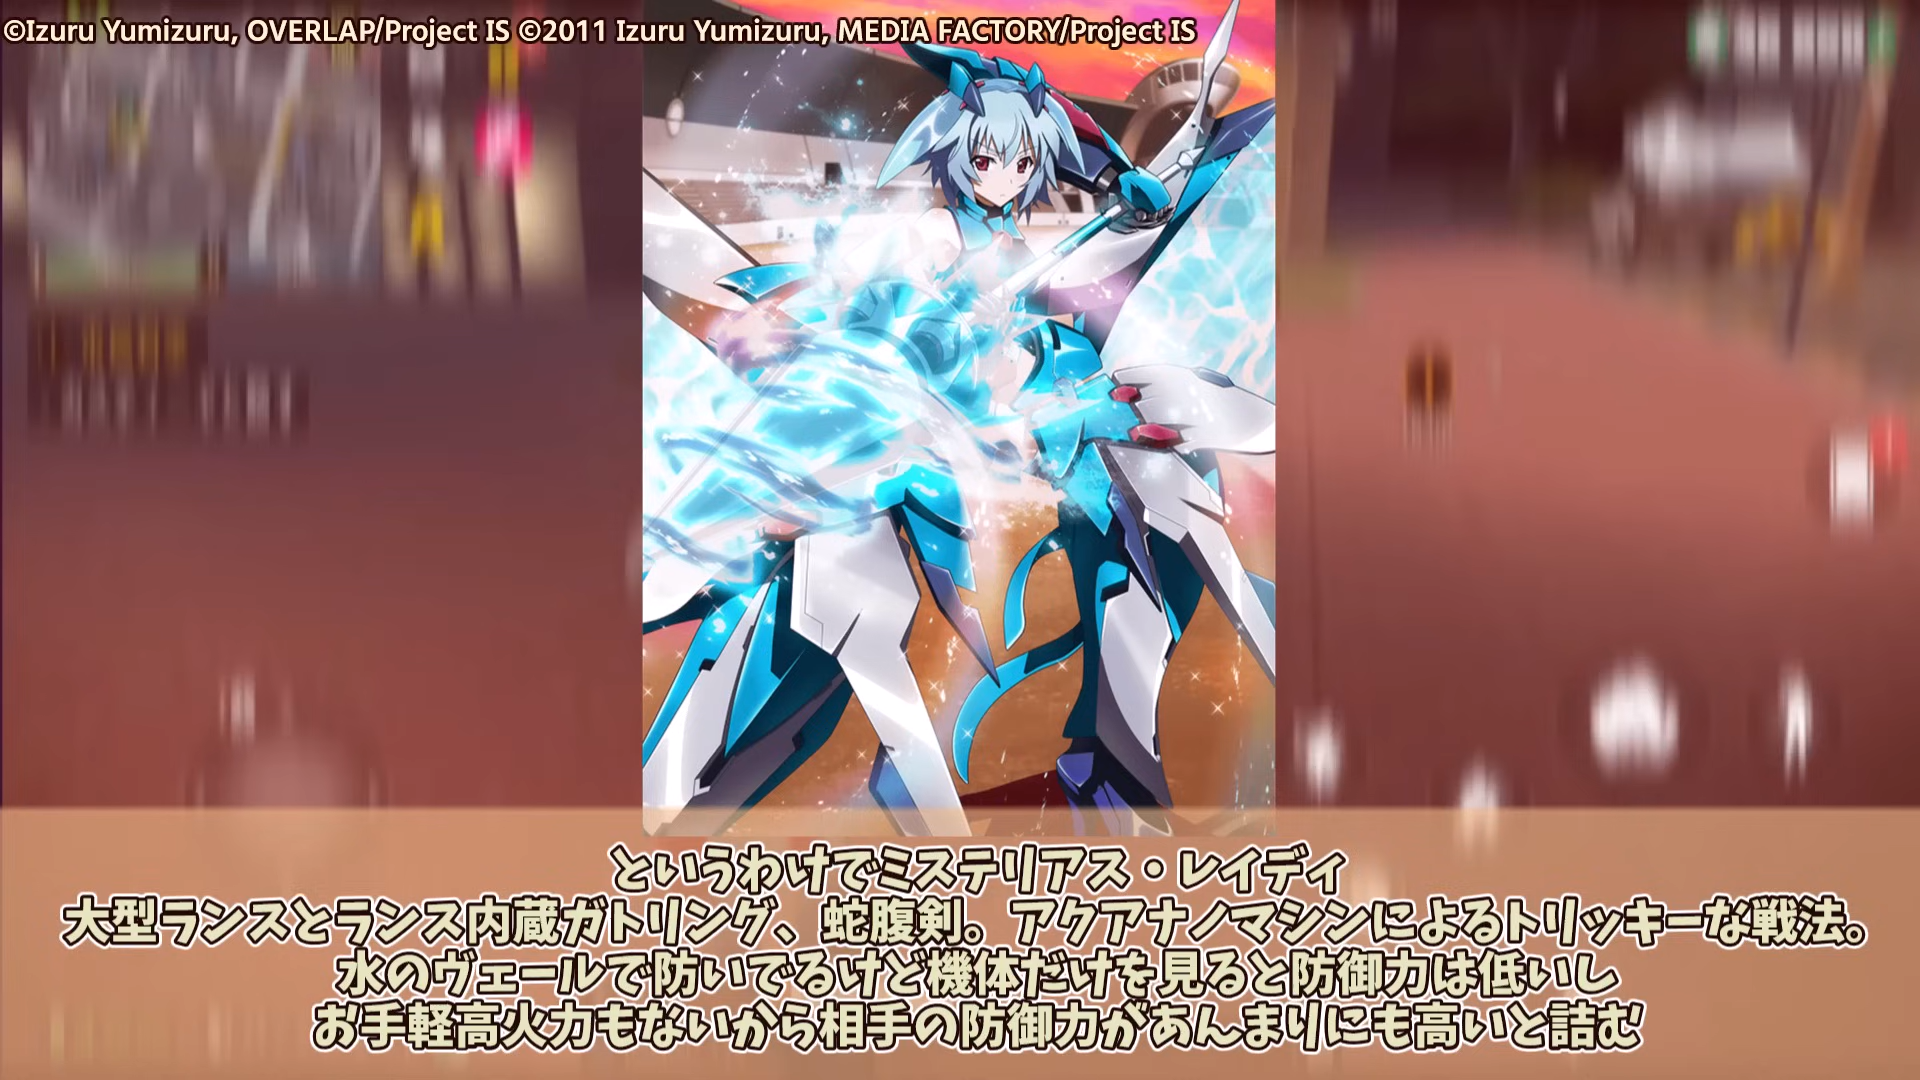 ©Izuru Yumizuru, OVERLAP/Project IS ©2011 Izuru Yumizuru, MEDIA FACTORY/Project IS
というわけでミステリアス・レイディ
大型ランスとランス内蔵ガトリング、蛇腹剣。アクアナノマシンによるトリッキーな戦法。
水のヴェールで防いでるけど機体だけを見ると防御力は低いし
お手軽高火力もないから相手の防御力があんまりにも高いと詰む